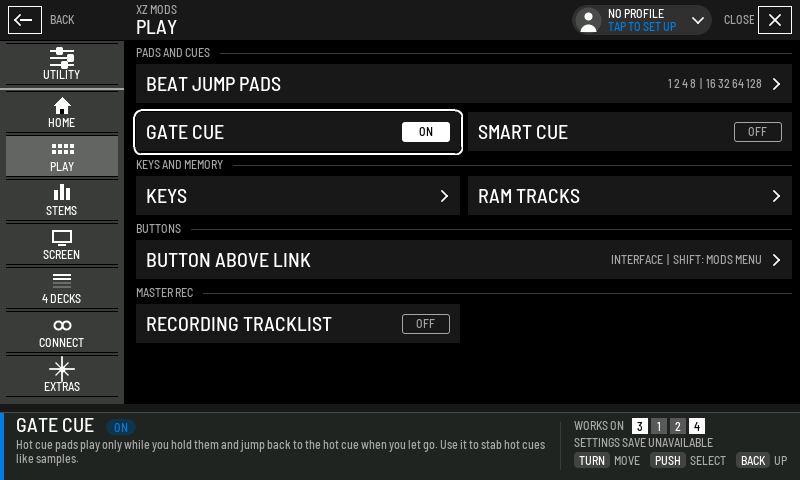 BACK
XZ MODS
PLAY
NO PROFILE
TAP TO SET UP
CLOSE
UTILITY
HOME
PLAY
STEMS
SCREEN
4 DECKS
CONNECT
EXTRAS
PADS AND CUES
BEAT JUMP PADS
1 2 4 8 | 16 32 64 128
GATE CUE
ON
SMART CUE
OFF
KEYS AND MEMORY
KEYS
RAM TRACKS
BUTTONS
BUTTON ABOVE LINK
INTERFACE | SHIFT: MODS MENU
MASTER REC
RECORDING TRACKLIST
OFF
GATE CUE
ON
Hot cue pads play only while you hold them and jump back to the hot cue when you let go. Use it to stab hot cues
like samples.
WORKS ON 3 1 2 4
SETTINGS SAVE UNAVAILABLE
TURN MOVE PUSH SELECT BACK UP